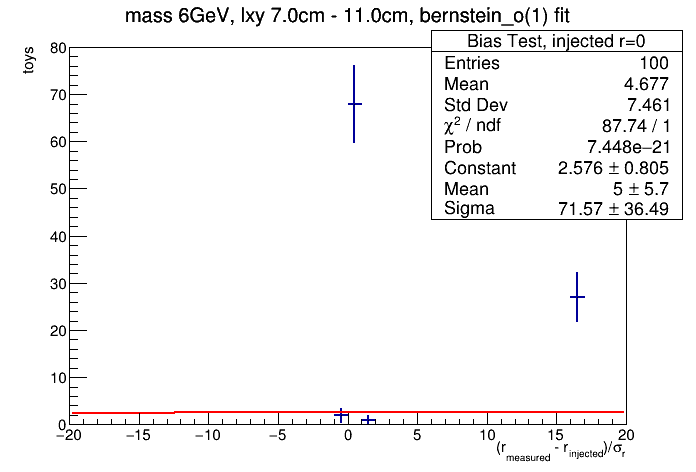 mass 6GeV, lxy 7.0cm - 11.0cm, bernstein_o(1) fit
toys
Bias Test, injected r=0
Entries 100
Mean 4.677
Std Dev 7.461
χ² / ndf 87.74 / 1
Prob 7.448e−21
Constant 2.576 ± 0.805
Mean 5 ± 5.7
Sigma 71.57 ± 36.49
80
70
60
50
40
30
20
10
0
−20 −15 −10 −5 0 5 10 15 20
(r_measured - r_injected)/σ_r